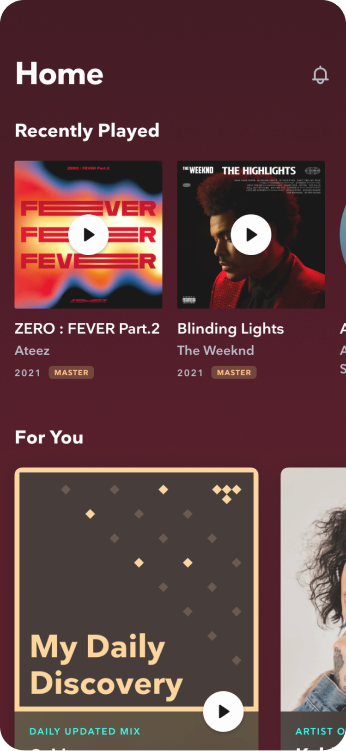 Home
Recently Played
ZERO : FEVER Part.2
FEVER
FEVER
FEVER
ATEEZ
THE WEEKND THE HIGHLIGHTS
ZERO : FEVER Part.2
Ateez
2021 MASTER
Blinding Lights
The Weeknd
2021 MASTER
A
A
S
For You
My Daily
Discovery
DAILY UPDATED MIX
ARTIST O